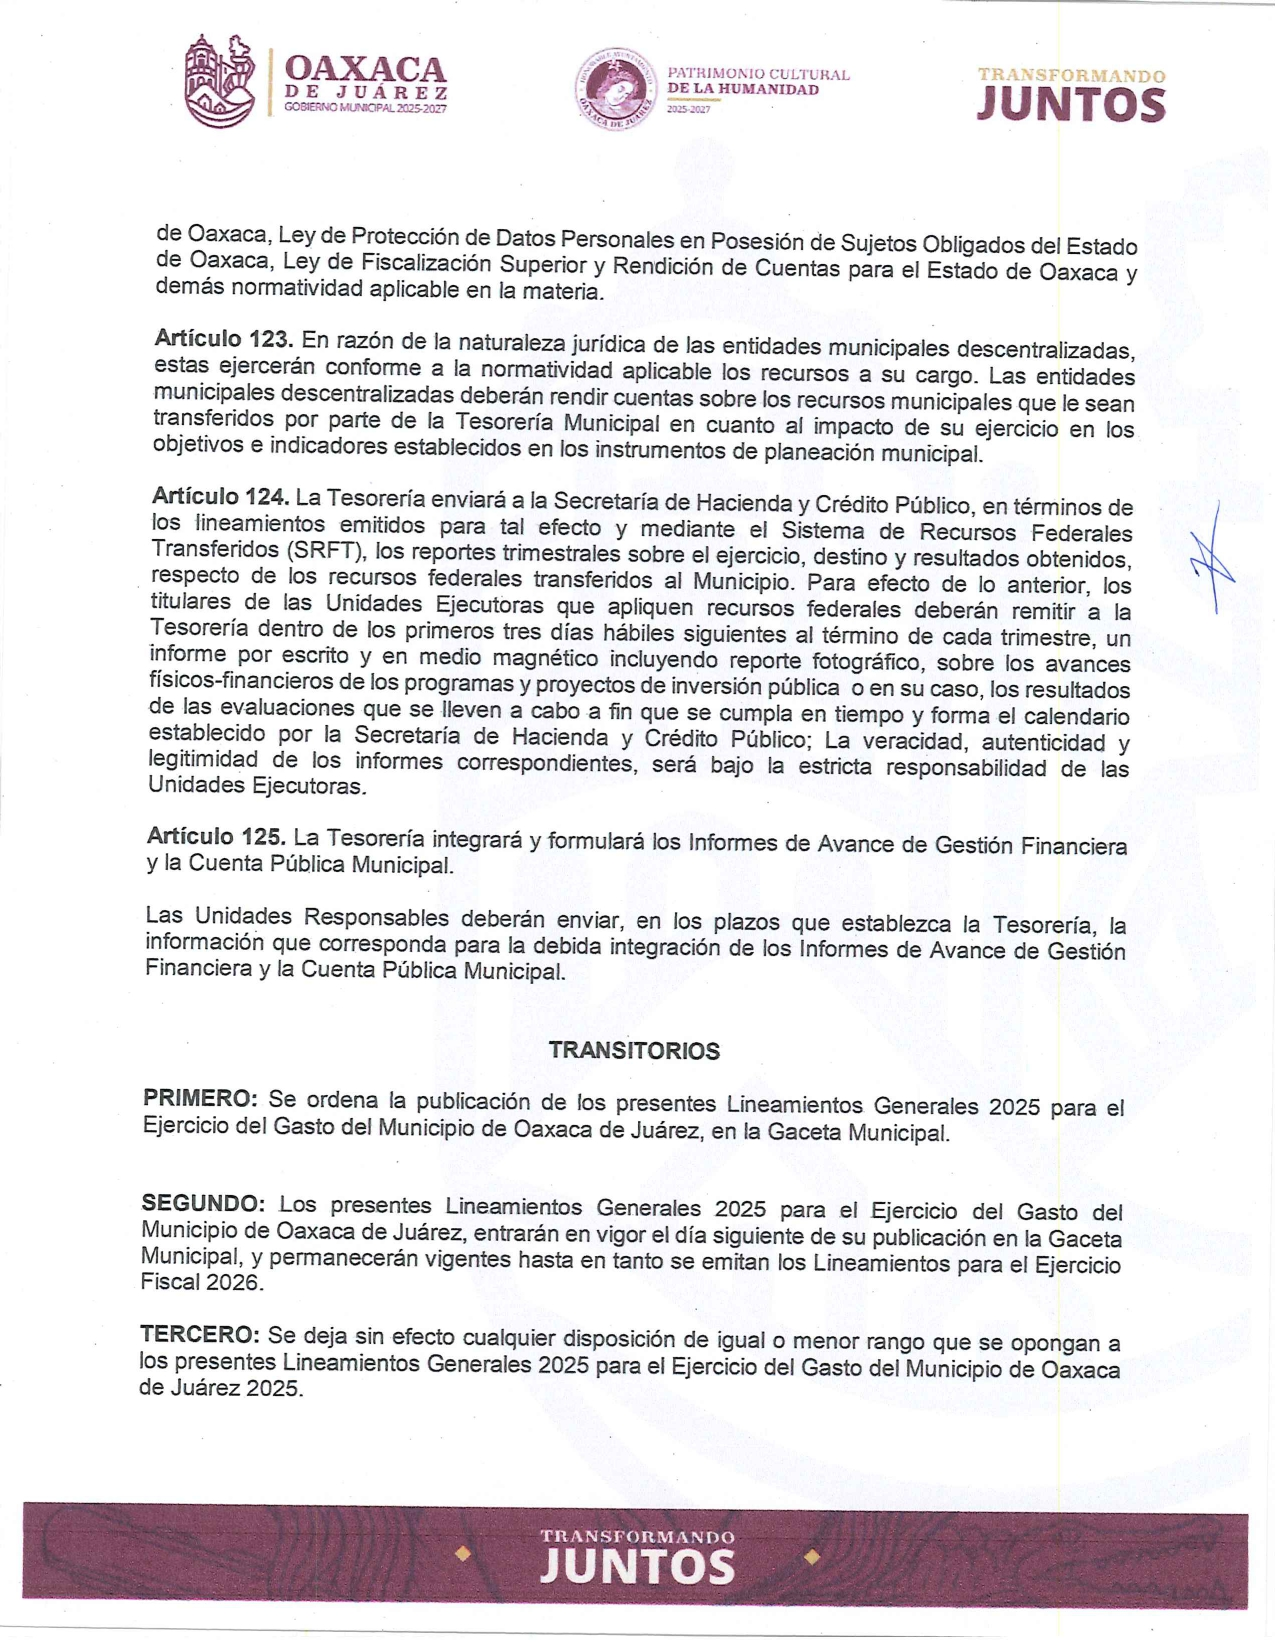 OAXACA
DE JUÁREZ
GOBIERNO MUNICIPAL 2025-2027
HONORABLE AYUNTAMIENTO
OAXACA DE JUÁREZ
PATRIMONIO CULTURAL
DE LA HUMANIDAD
2025-2027
TRANSFORMANDO
JUNTOS
de Oaxaca, Ley de Protección de Datos Personales en Posesión de Sujetos Obligados del Estado
de Oaxaca, Ley de Fiscalización Superior y Rendición de Cuentas para el Estado de Oaxaca y
demás normatividad aplicable en la materia.
Artículo 123. En razón de la naturaleza jurídica de las entidades municipales descentralizadas,
estas ejercerán conforme a la normatividad aplicable los recursos a su cargo. Las entidades
municipales descentralizadas deberán rendir cuentas sobre los recursos municipales que le sean
transferidos por parte de la Tesorería Municipal en cuanto al impacto de su ejercicio en los
objetivos e indicadores establecidos en los instrumentos de planeación municipal.
Artículo 124. La Tesorería enviará a la Secretaría de Hacienda y Crédito Público, en términos de
los lineamientos emitidos para tal efecto y mediante el Sistema de Recursos Federales
Transferidos (SRFT), los reportes trimestrales sobre el ejercicio, destino y resultados obtenidos,
respecto de los recursos federales transferidos al Municipio. Para efecto de lo anterior, los
titulares de las Unidades Ejecutoras que apliquen recursos federales deberán remitir a la
Tesorería dentro de los primeros tres días hábiles siguientes al término de cada trimestre, un
informe por escrito y en medio magnético incluyendo reporte fotográfico, sobre los avances
físicos-financieros de los programas y proyectos de inversión pública o en su caso, los resultados
de las evaluaciones que se lleven a cabo a fin que se cumpla en tiempo y forma el calendario
establecido por la Secretaría de Hacienda y Crédito Público; La veracidad, autenticidad y
legitimidad de los informes correspondientes, será bajo la estricta responsabilidad de las
Unidades Ejecutoras.
Artículo 125. La Tesorería integrará y formulará los Informes de Avance de Gestión Financiera
y la Cuenta Pública Municipal.
Las Unidades Responsables deberán enviar, en los plazos que establezca la Tesorería, la
información que corresponda para la debida integración de los Informes de Avance de Gestión
Financiera y la Cuenta Pública Municipal.
TRANSITORIOS
PRIMERO: Se ordena la publicación de los presentes Lineamientos Generales 2025 para el
Ejercicio del Gasto del Municipio de Oaxaca de Juárez, en la Gaceta Municipal.
SEGUNDO: Los presentes Lineamientos Generales 2025 para el Ejercicio del Gasto del
Municipio de Oaxaca de Juárez, entrarán en vigor el día siguiente de su publicación en la Gaceta
Municipal, y permanecerán vigentes hasta en tanto se emitan los Lineamientos para el Ejercicio
Fiscal 2026.
TERCERO: Se deja sin efecto cualquier disposición de igual o menor rango que se opongan a
los presentes Lineamientos Generales 2025 para el Ejercicio del Gasto del Municipio de Oaxaca
de Juárez 2025.
TRANSFORMANDO
JUNTOS